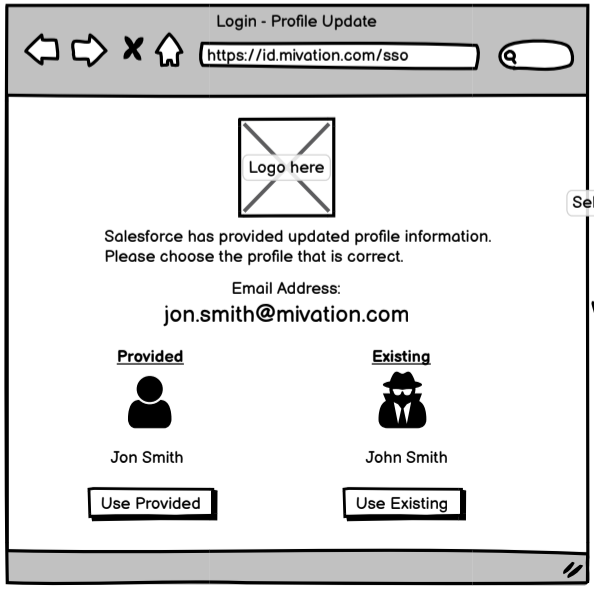 Login - Profile Update
https://id.mivation.com/sso
Logo here
Sel
Salesforce has provided updated profile information.
Please choose the profile that is correct.
Email Address:
jon.smith@mivation.com
Provided Existing
Jon Smith John Smith
Use Provided Use Existing